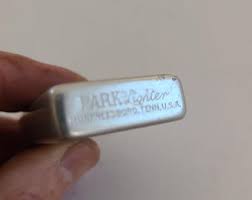 PARK Lighter
MURFREESBORO, TENN, U.S.A.